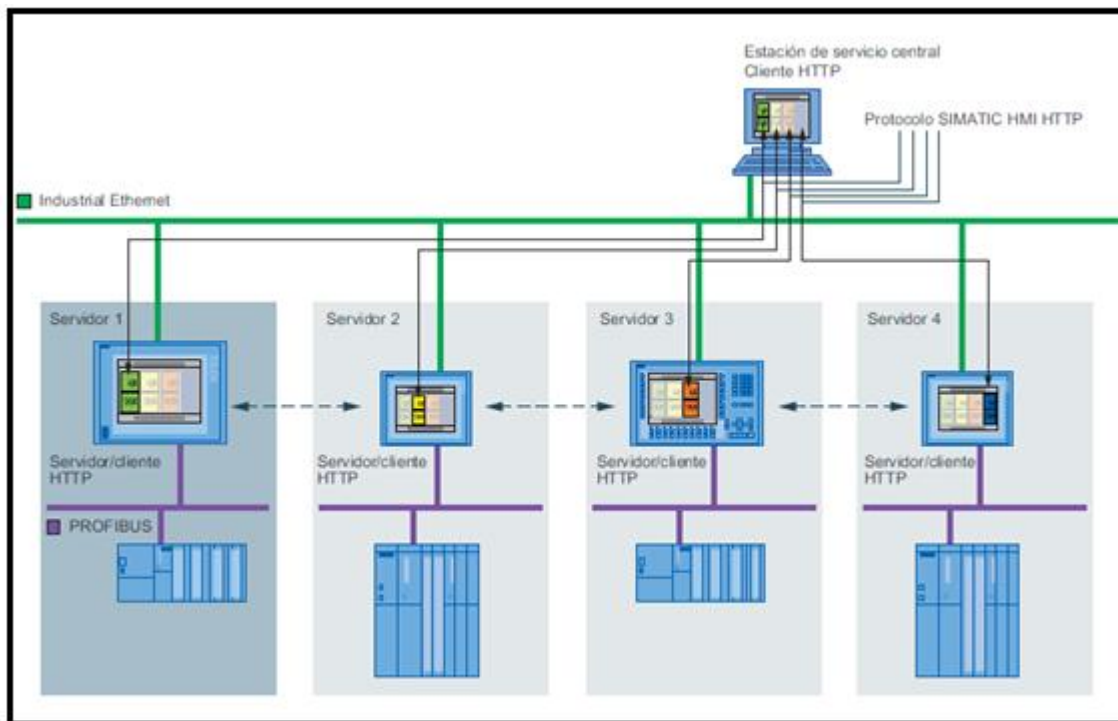 Estación de servicio central
Cliente HTTP
Protocolo SIMATIC HMI HTTP
Industrial Ethernet
Servidor 1
Servidor 2
Servidor 3
Servidor 4
Servidor/cliente
HTTP
Servidor/cliente
HTTP
Servidor/cliente
HTTP
Servidor/cliente
HTTP
PROFIBUS